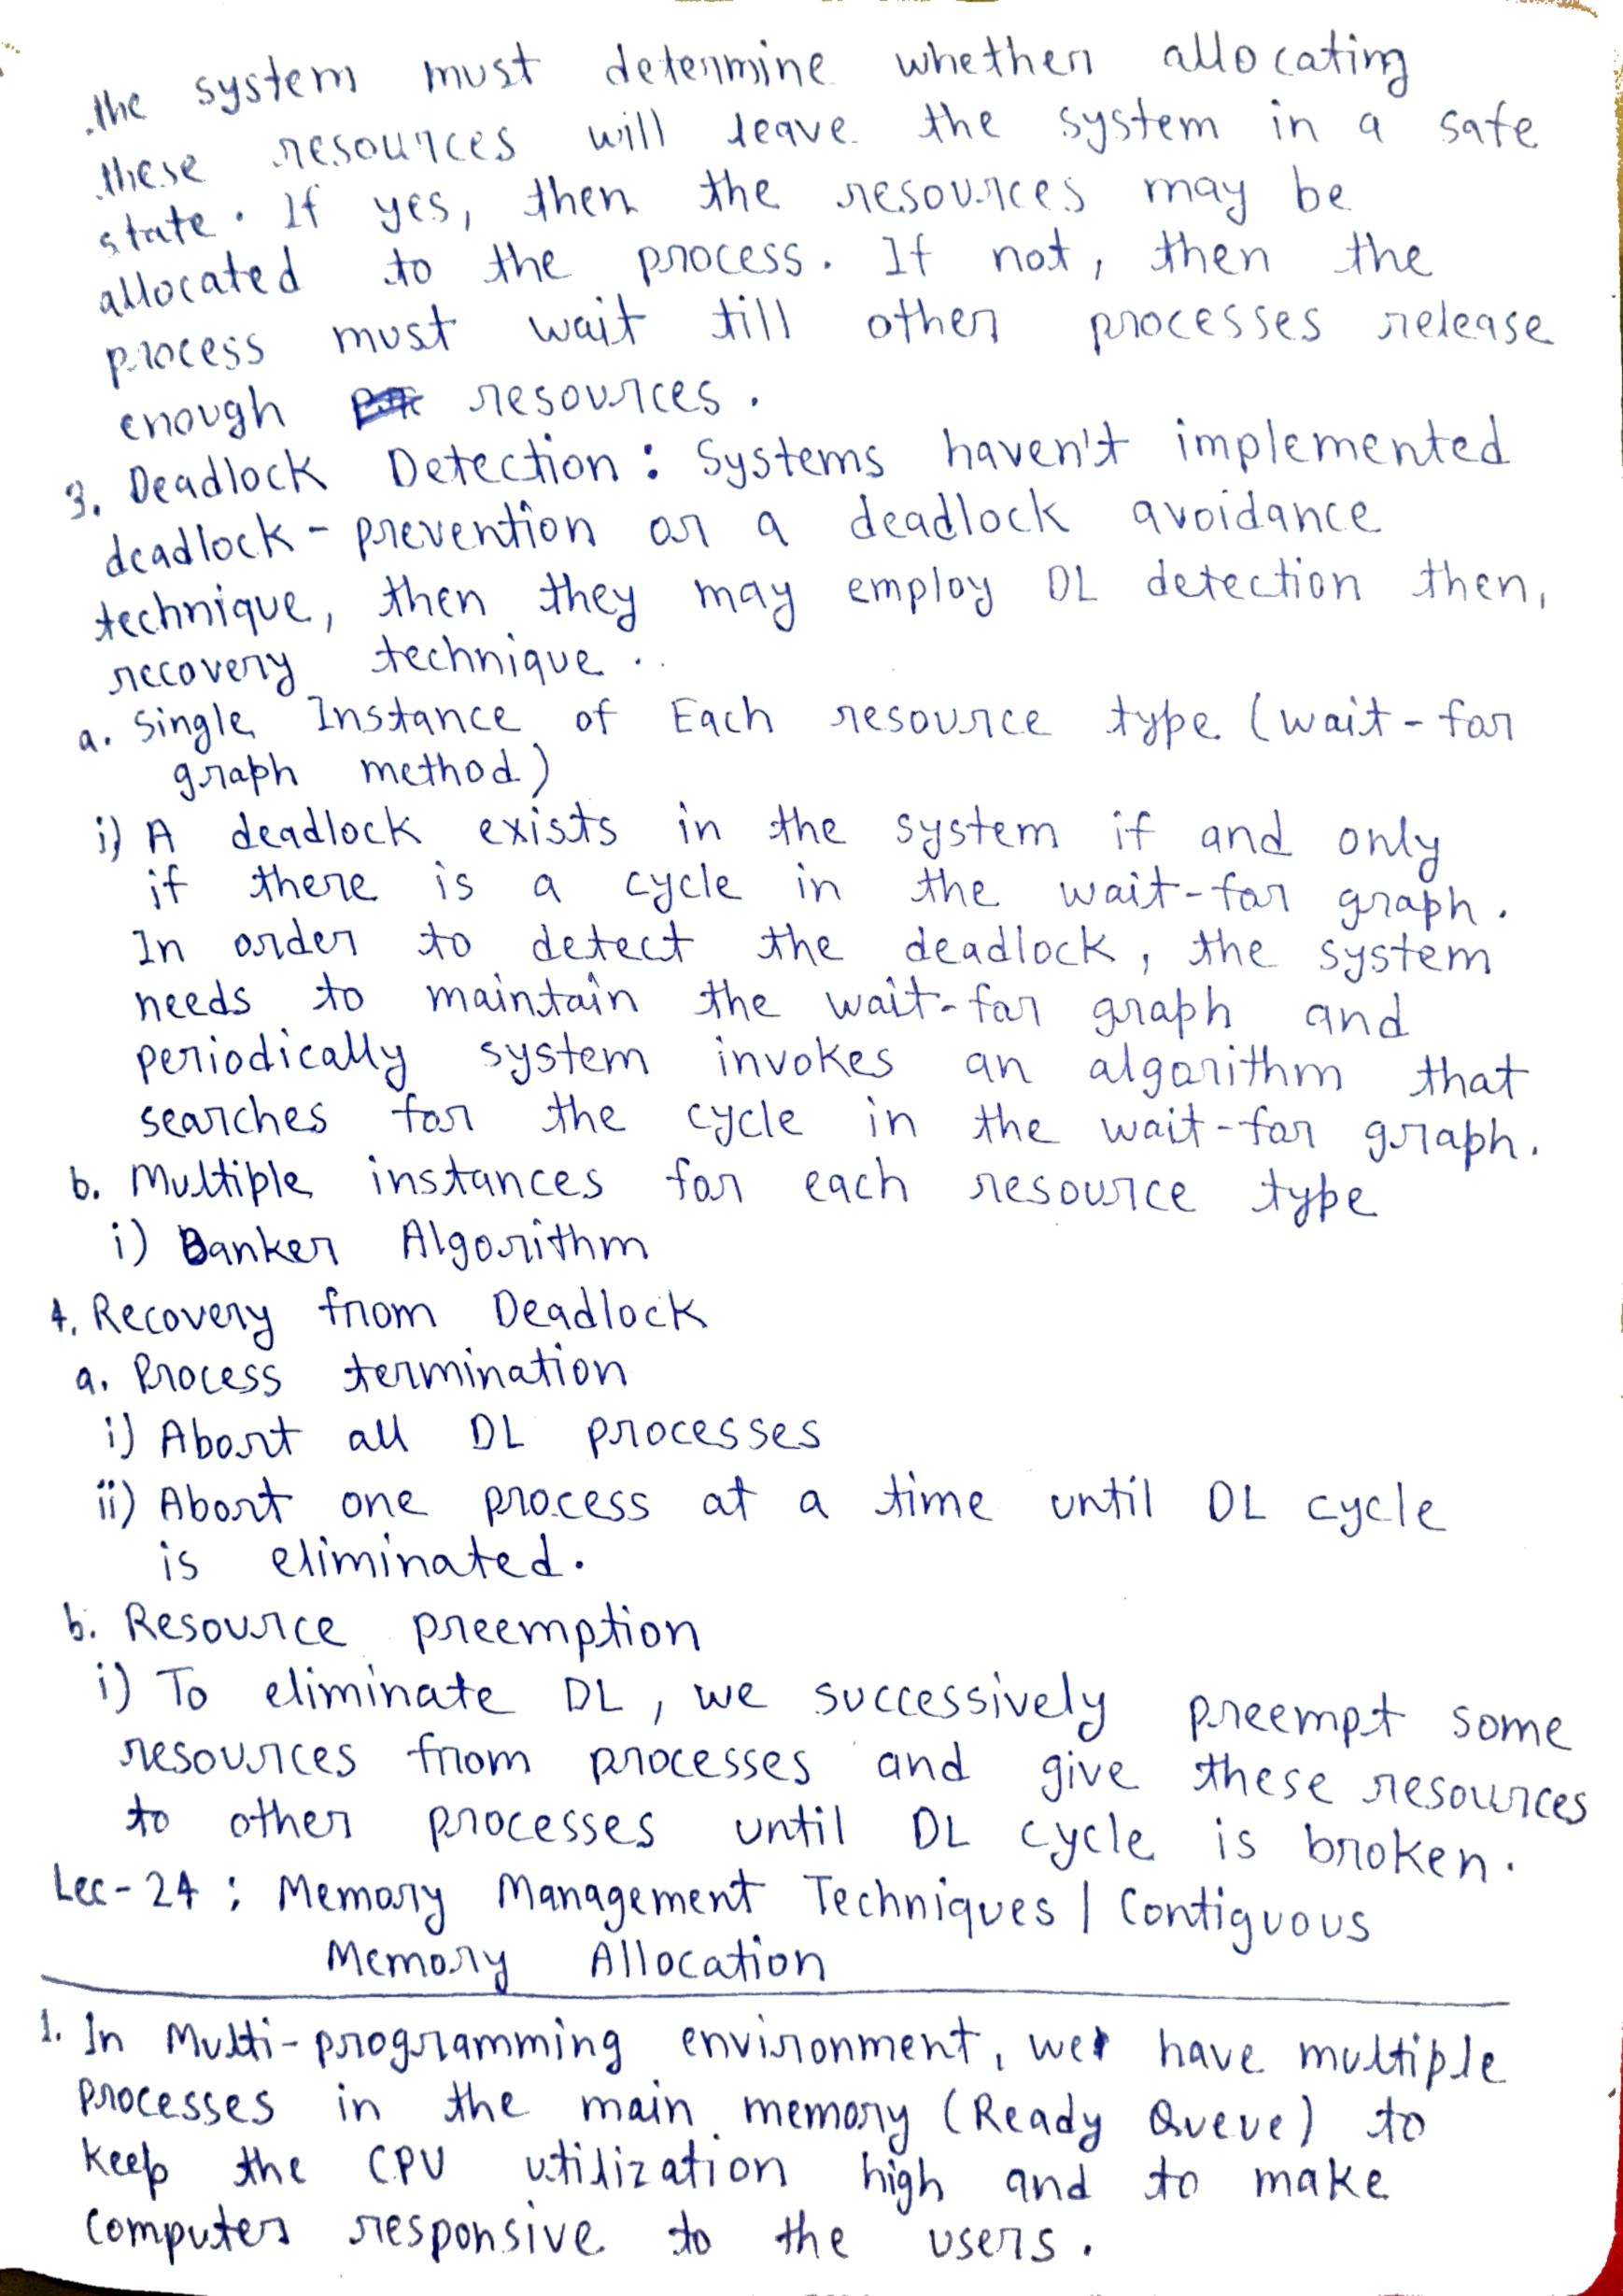 the system must determine whether allocating
these resources will leave the system in a safe
state. If yes, then the resources may be
allocated to the process. If not, then the
process must wait till other processes release
enough resources.
3. Deadlock Detection: Systems haven't implemented
deadlock-prevention or a deadlock avoidance
technique, then they may employ DL detection then,
recovery technique..
a. Single Instance of Each resource type (wait-for
graph method)
i) A deadlock exists in the system if and only
if there is a cycle in the wait-for graph.
In order to detect the deadlock, the system
needs to maintain the wait-for graph and
periodically system invokes an algorithm that
searches for the cycle in the wait-for graph.
b. Multiple instances for each resource type
i) Banker Algorithm
4. Recovery from Deadlock
a. Process termination
i) Abort all DL processes
ii) Abort one process at a time until DL cycle
is eliminated.
b. Resource preemption
i) To eliminate DL, we successively preempt some
resources from processes and give these resources
to other processes until DL cycle is broken.
Lec-24: Memory Management Techniques | Contiguous
Memory Allocation
1. In Multi-programming environment, we have multiple
processes in the main memory (Ready Queue) to
keep the CPU utilization high and to make
computer responsive to the users.